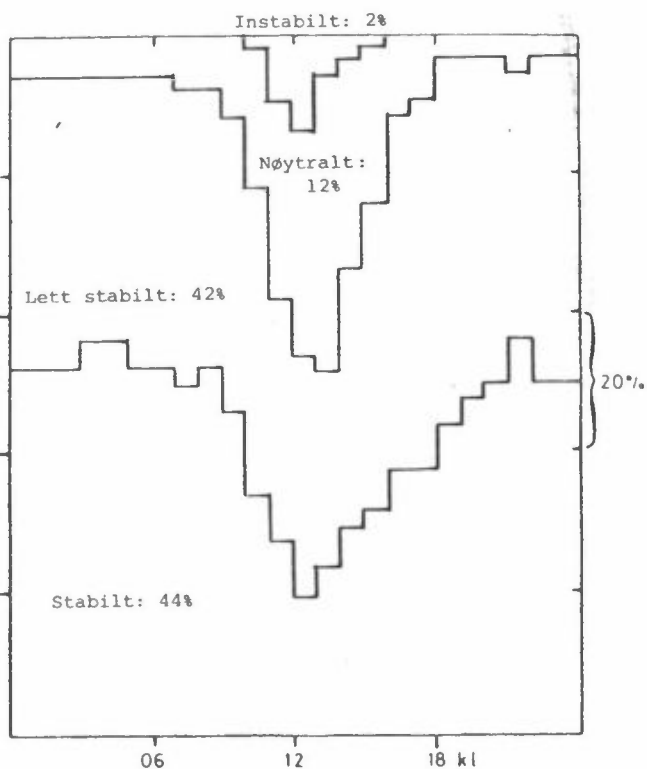 Instabilt: 2%
Nøytralt:
12%
Lett stabilt: 42%
20%
Stabilt: 44%
06 12 18 kl